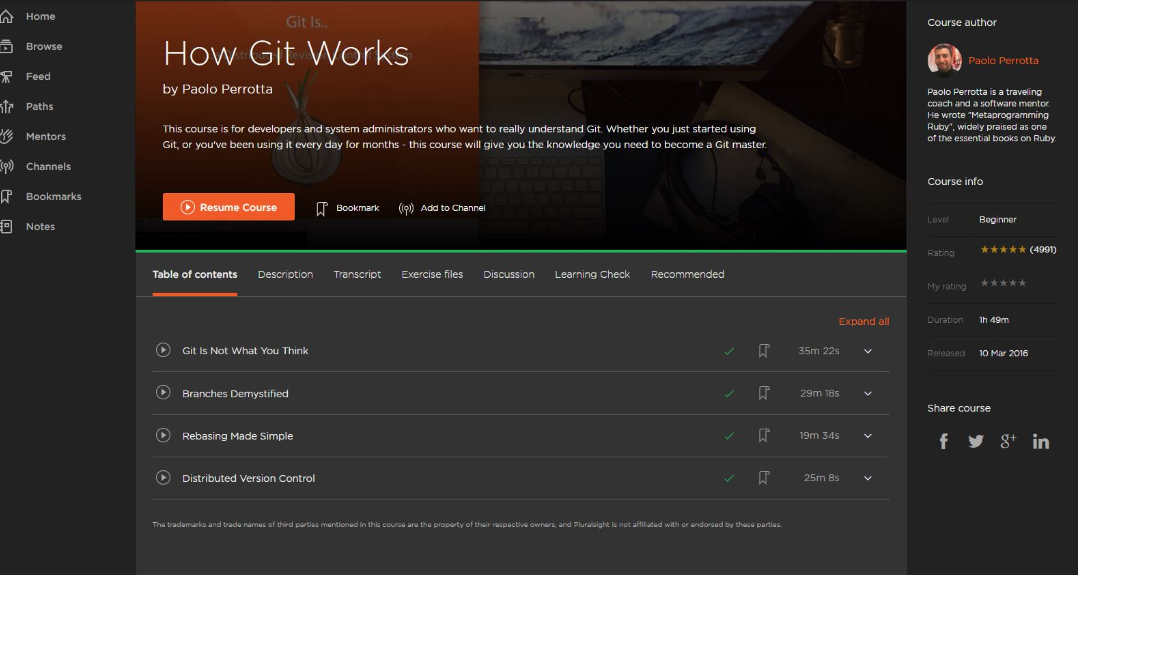 Home
Browse
Feed
Paths
Mentors
Channels
Bookmarks
Notes
Git Is..
How Git Works
by Paolo Perrotta
This course is for developers and system administrators who want to really understand Git. Whether you just started using
Git, or you've been using it every day for months - this course will give you the knowledge you need to become a Git master.
Resume Course
Bookmark
Add to Channel
Table of contents
Description
Transcript
Exercise files
Discussion
Learning Check
Recommended
Expand all
Git Is Not What You Think
35m 22s
Branches Demystified
29m 18s
Rebasing Made Simple
19m 34s
Distributed Version Control
25m 8s
The trademarks and trade names of third parties mentioned in this course are the property of their respective owners, and Pluralsight is not affiliated with or endorsed by these parties.
Course author
Paolo Perrotta
Paolo Perrotta is a traveling
coach and a software mentor.
He wrote "Metaprogramming
Ruby", widely praised as one
of the essential books on Ruby.
Course info
Level Beginner
Rating ★★★★★ (4991)
My rating ★★★★★
Duration 1h 49m
Released 10 Mar 2016
Share course
f
8+
in